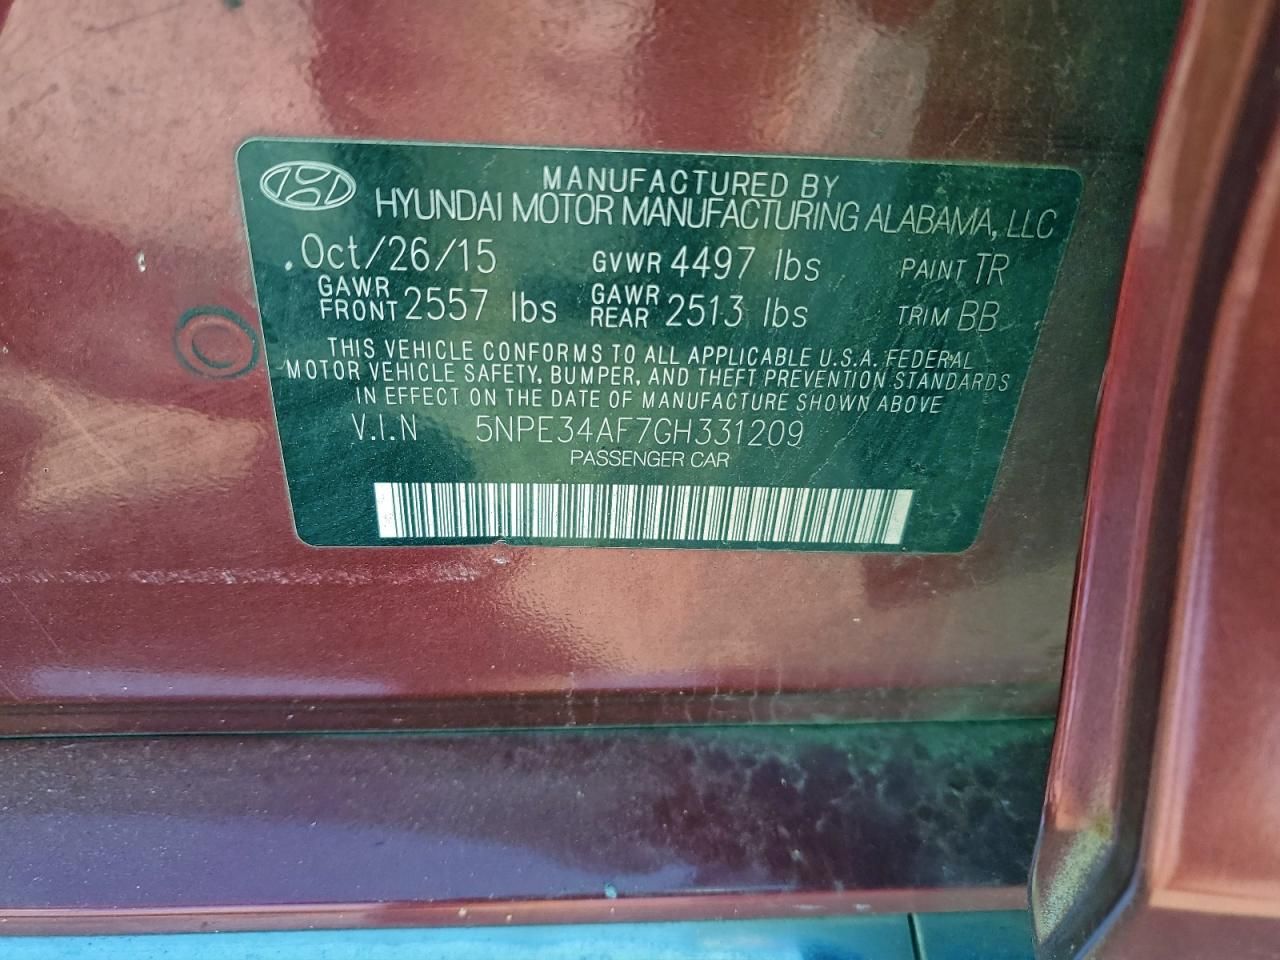 MANUFACTURED BY
HYUNDAI MOTOR MANUFACTURING ALABAMA, LLC
Oct/26/15 GVWR 4497 lbs PAINT TR
GAWR FRONT 2557 lbs GAWR REAR 2513 lbs TRIM BB
THIS VEHICLE CONFORMS TO ALL APPLICABLE U.S.A. FEDERAL
MOTOR VEHICLE SAFETY, BUMPER, AND THEFT PREVENTION STANDARDS
IN EFFECT ON THE DATE OF MANUFACTURE SHOWN ABOVE
V.I.N 5NPE34AF7GH331209
PASSENGER CAR